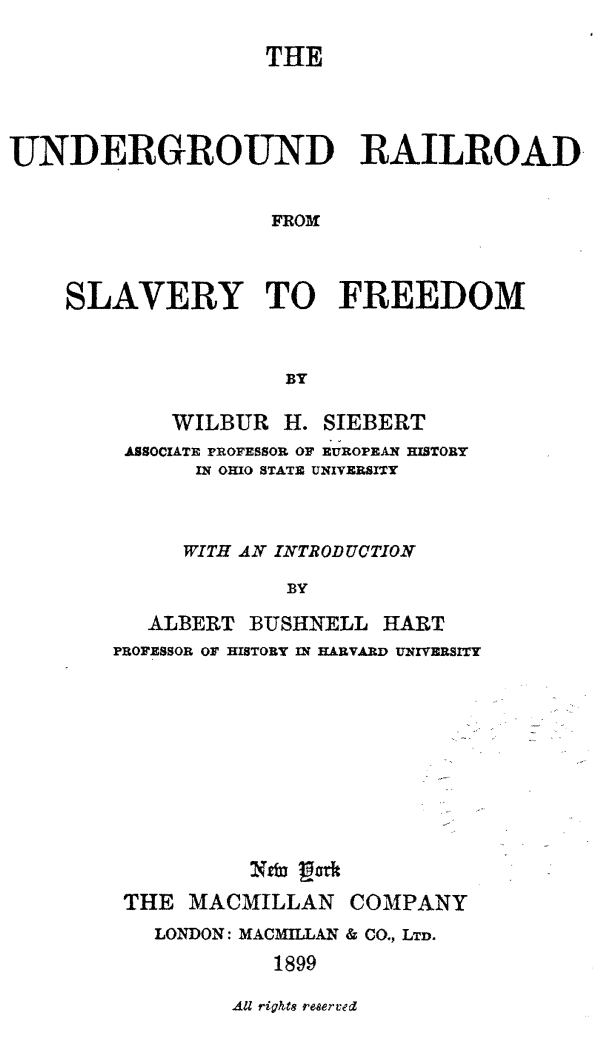 THE
UNDERGROUND RAILROAD
FROM
SLAVERY TO FREEDOM
BY
WILBUR H. SIEBERT
ASSOCIATE PROFESSOR OF EUROPEAN HISTORY
IN OHIO STATE UNIVERSITY
WITH AN INTRODUCTION
BY
ALBERT BUSHNELL HART
PROFESSOR OF HISTORY IN HARVARD UNIVERSITY
New York
THE MACMILLAN COMPANY
LONDON: MACMILLAN & CO., LTD.
1899
All rights reserved